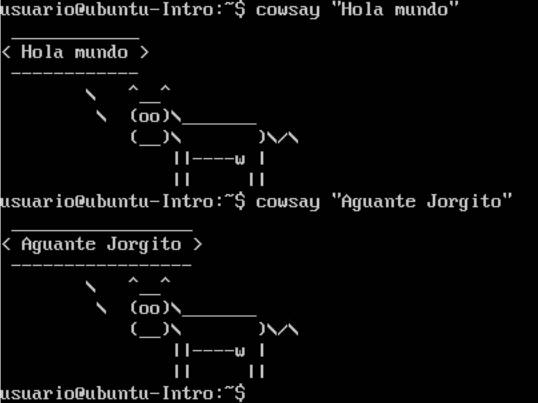 usuario@ubuntu-Intro:~$ cowsay "Hola mundo"
 ____________
< Hola mundo >
 ------------
        \   ^__^
         \  (oo)\_______
            (__)\       )\/\
                ||----w |
                ||     ||
usuario@ubuntu-Intro:~$ cowsay "Aguante Jorgito"
 _________________
< Aguante Jorgito >
 -----------------
        \   ^__^
         \  (oo)\_______
            (__)\       )\/\
                ||----w |
                ||     ||
usuario@ubuntu-Intro:~$